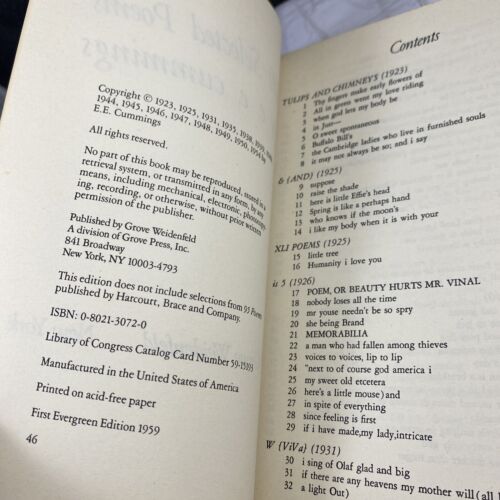 Copyright © 1923, 1925, 1931, 1935, 1938, 1939, 1940,
1944, 1945, 1946, 1947, 1948, 1949, 1950, 1954 by
E.E. Cummings
All rights reserved.
No part of this book may be reproduced, stored in a
retrieval system, or transmitted in any form, by any
means, including mechanical, electronic, photocopy-
ing, recording, or otherwise, without prior written
permission of the publisher.
Published by Grove Weidenfeld
A division of Grove Press, Inc.
841 Broadway
New York, NY 10003-4793
This edition does not include selections from 95 Poems
published by Harcourt, Brace and Company.
ISBN: 0-8021-3072-0
Library of Congress Catalog Card Number 59-15103
Manufactured in the United States of America
Printed on acid-free paper
First Evergreen Edition 1959
46
Contents
TULIPS AND CHIMNEYS (1923)
1 Thy fingers make early flowers of
2 All in green went my love riding
3 when god lets my body be
4 in Just—
5 O sweet spontaneous
6 Buffalo Bill's
7 the Cambridge ladies who live in furnished souls
8 it may not always be so; and i say
& (AND) (1925)
9 suppose
10 raise the shade
11 here is little Effie's head
12 Spring is like a perhaps hand
13 who knows if the moon's
14 i like my body when it is with your
XLI POEMS (1925)
15 little tree
16 Humanity i love you
is 5 (1926)
17 POEM, OR BEAUTY HURTS MR. VINAL
18 nobody loses all the time
19 mr youse needn't be so spry
20 she being Brand
21 MEMORABILIA
22 a man who had fallen among thieves
23 voices to voices, lip to lip
24 "next to of course god america i
25 my sweet old etcetera
26 here's a little mouse) and
27 in spite of everything
28 since feeling is first
29 if i have made, my lady, intricate
W {ViVa} (1931)
30 i sing of Olaf glad and big
31 if there are any heavens my mother will (all
32 a light Out)